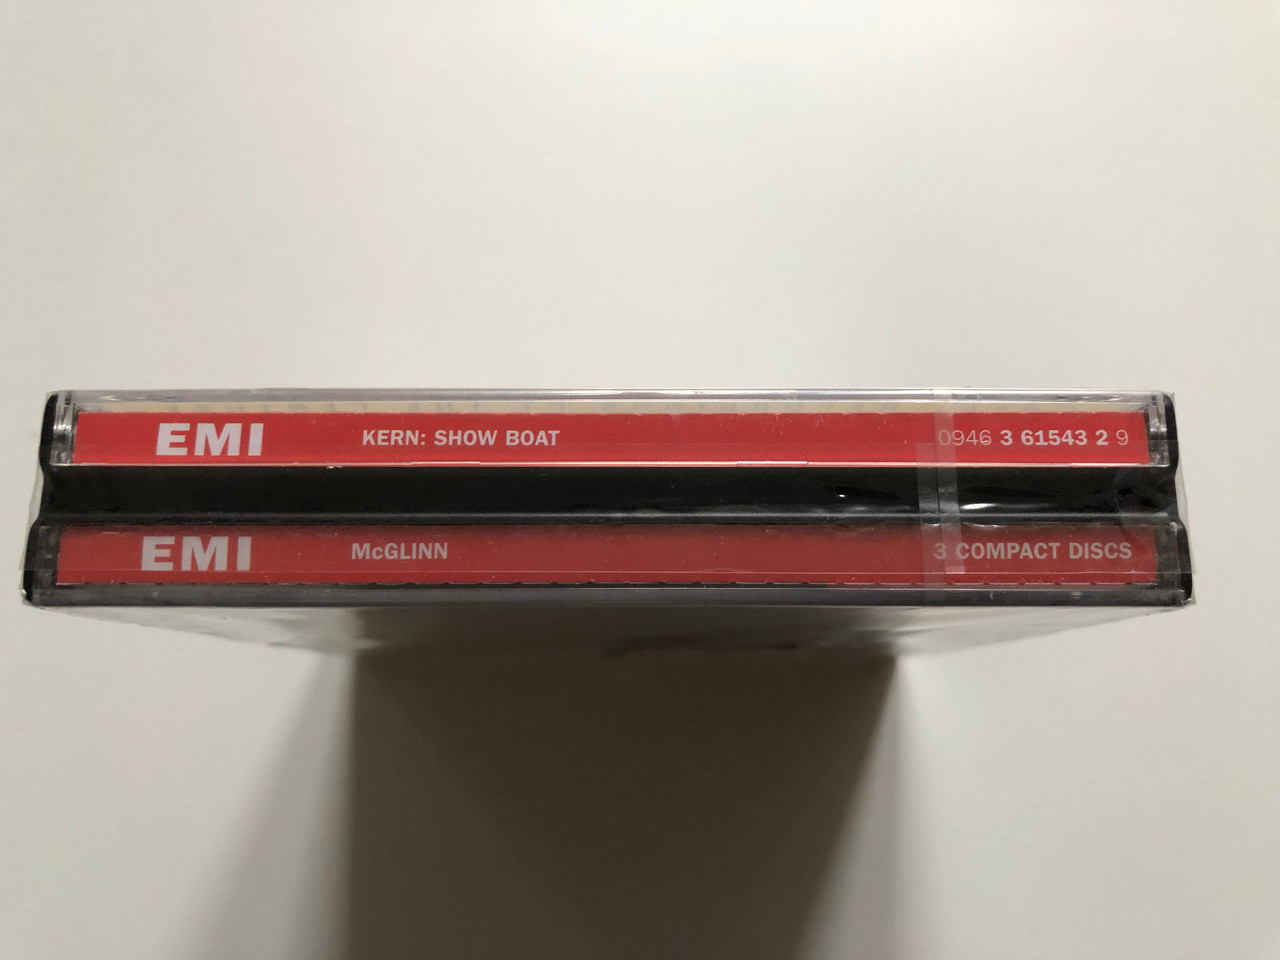 EMI KERN: SHOW BOAT 0946 3 61543 2 9
EMI McGLINN 3 COMPACT DISCS